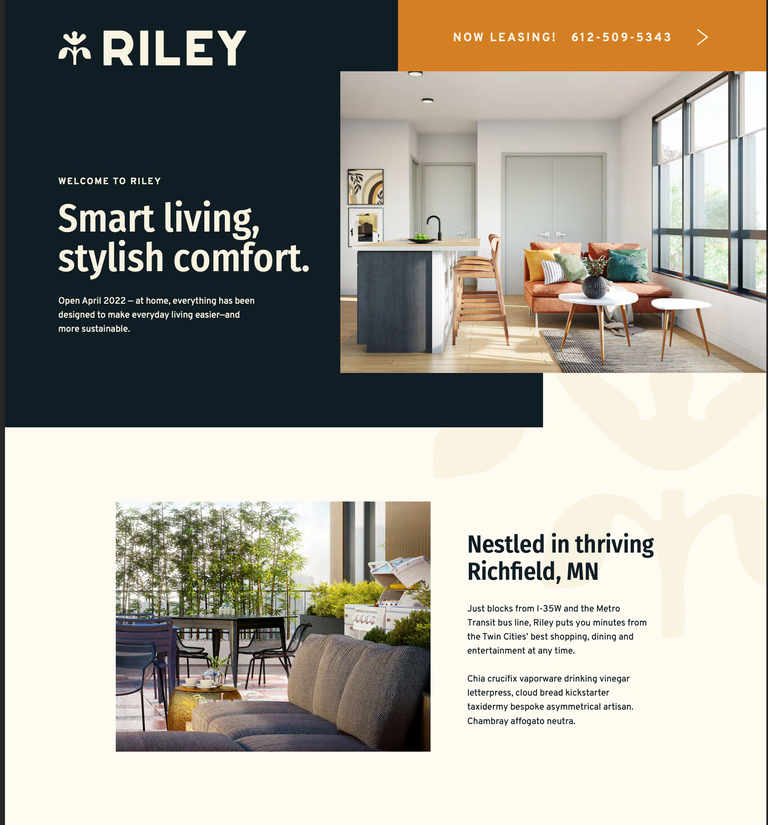 RILEY
NOW LEASING! 612-509-5343
WELCOME TO RILEY
Smart living,
stylish comfort.
Open April 2022 — at home, everything has been
designed to make everyday living easier—and
more sustainable.
Nestled in thriving
Richfield, MN
Just blocks from I-35W and the Metro
Transit bus line, Riley puts you minutes from
the Twin Cities' best shopping, dining and
entertainment at any time.
Chia crucifix vaporware drinking vinegar
letterpress, cloud bread kickstarter
taxidermy bespoke asymmetrical artisan.
Chambray affogato neutra.